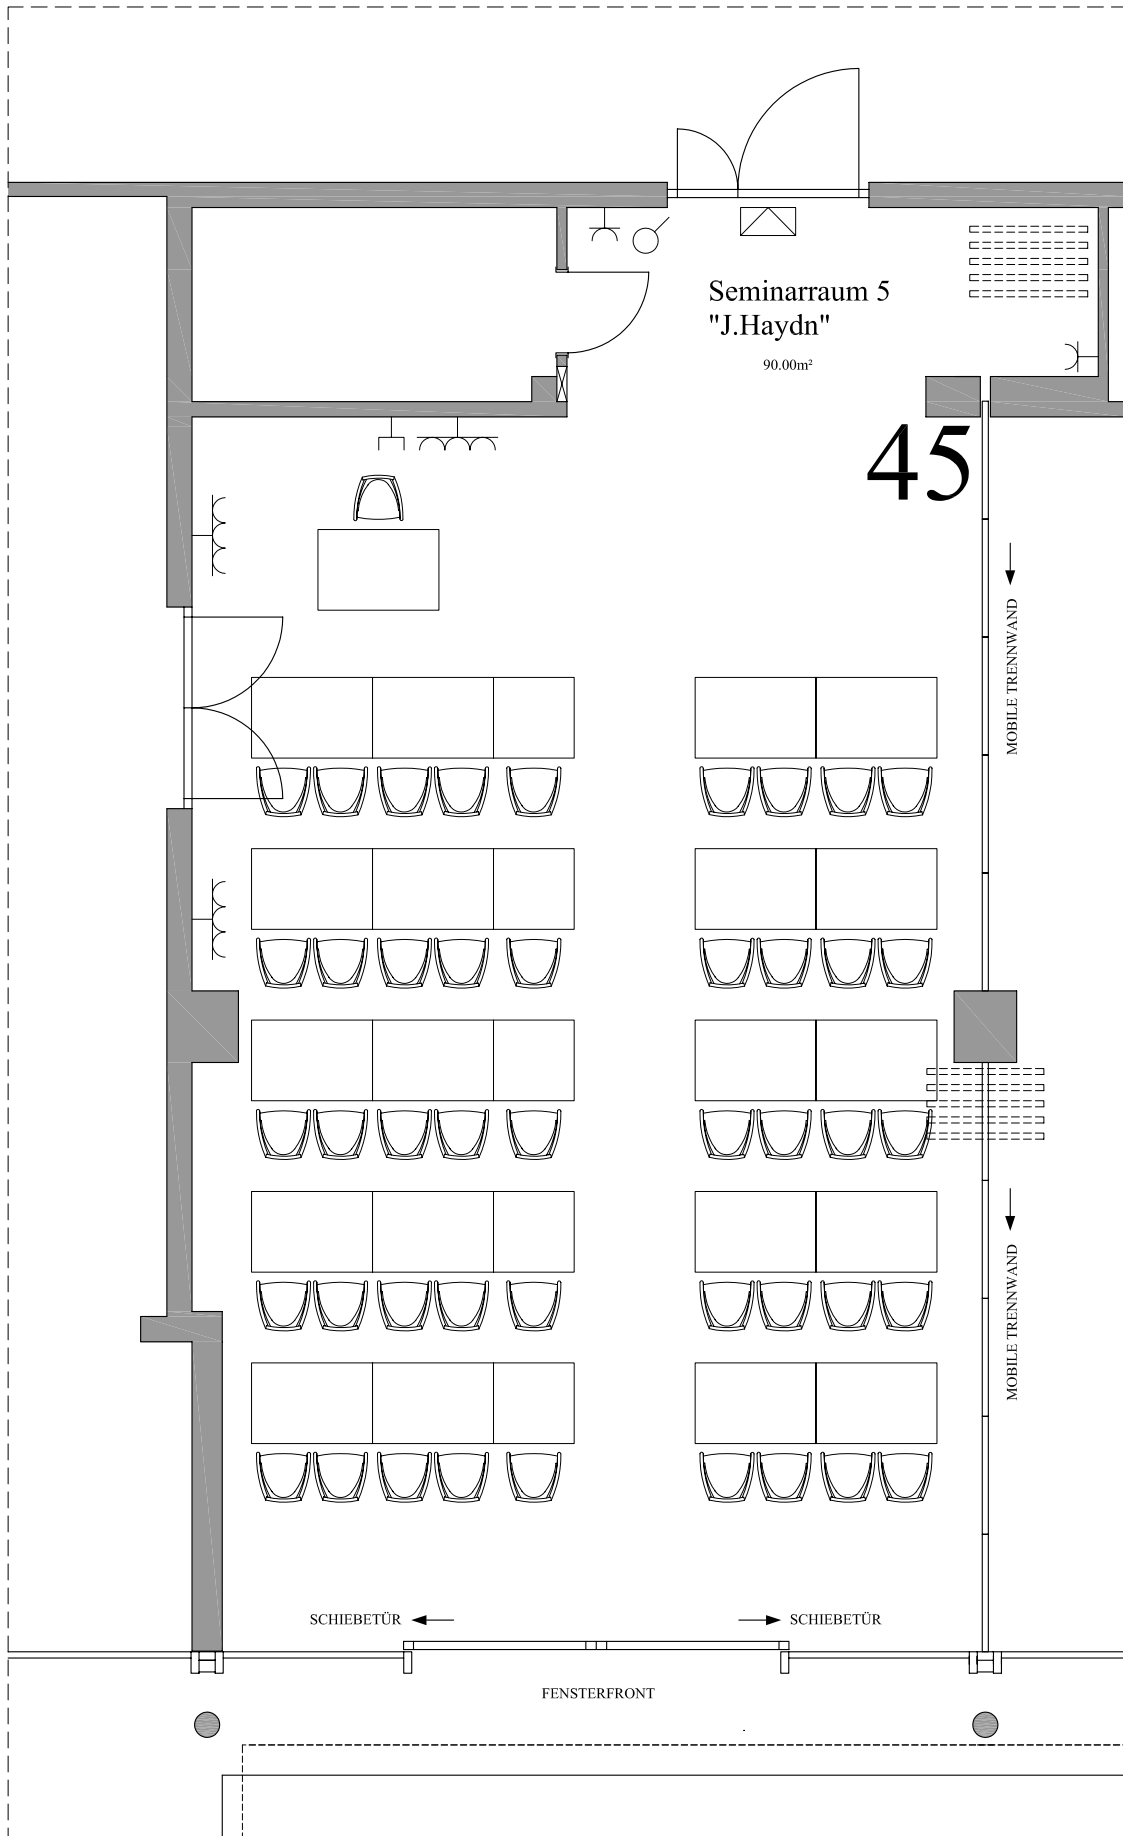 Seminarraum 5
"J.Haydn"
90.00m²
45
MOBILE TRENNWAND
MOBILE TRENNWAND
SCHIEBETÜR
SCHIEBETÜR
FENSTERFRONT